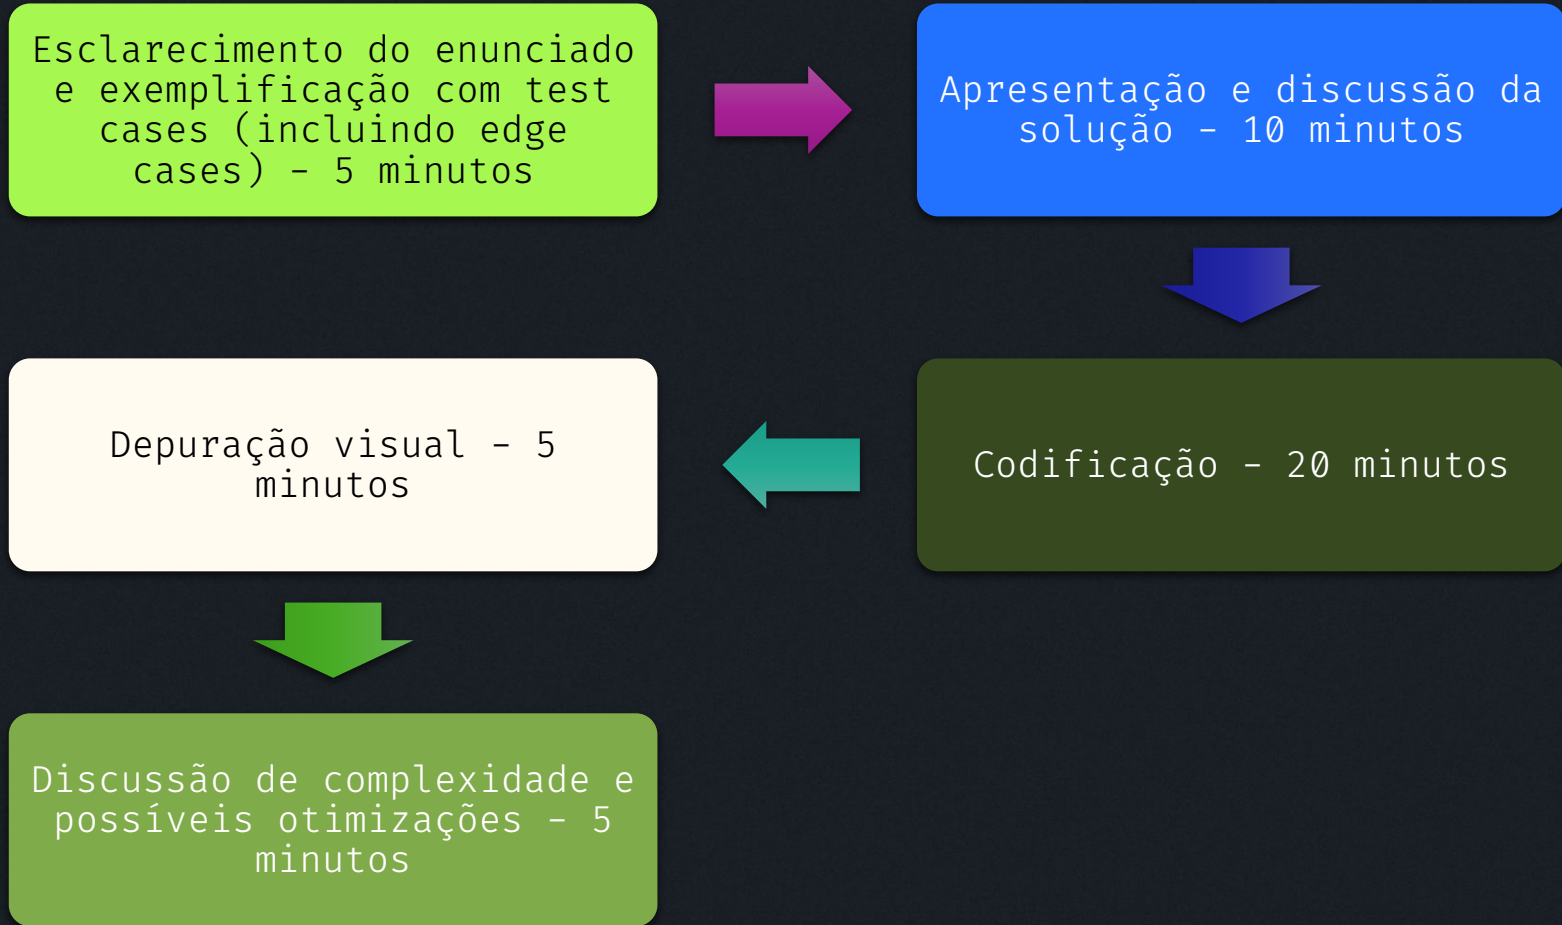 Esclarecimento do enunciado
e exemplificação com test
cases (incluindo edge
cases) - 5 minutos
Apresentação e discussão da
solução - 10 minutos
Codificação - 20 minutos
Depuração visual - 5
minutos
Discussão de complexidade e
possíveis otimizações - 5
minutos